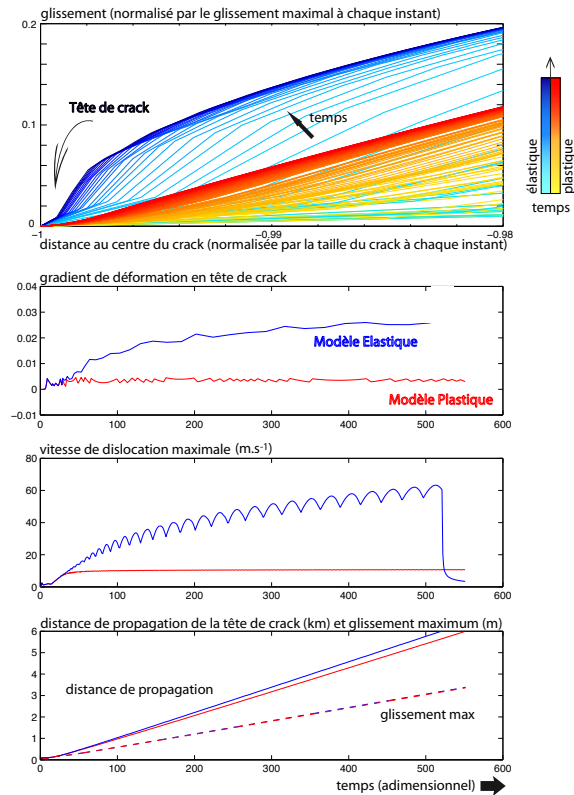 glissement (normalisé par le glissement maximal à chaque instant)
0.2
0.1
0
Tête de crack
temps
élastique
plastique
temps
-1
-0.99
-0.98
distance au centre du crack (normalisée par la taille du crack à chaque instant)
gradient de déformation en tête de crack
0.04
0.03
0.02
0.01
0
-0.01
Modèle Elastique
Modèle Plastique
0 100 200 300 400 500 600
vitesse de dislocation maximale (m.s-1)
80
60
40
20
0
0 100 200 300 400 500 600
distance de propagation de la tête de crack (km) et glissement maximum (m)
6
5
4
3
2
1
0
distance de propagation
glissement max
0 100 200 300 400 500 600
temps (adimensionnel)